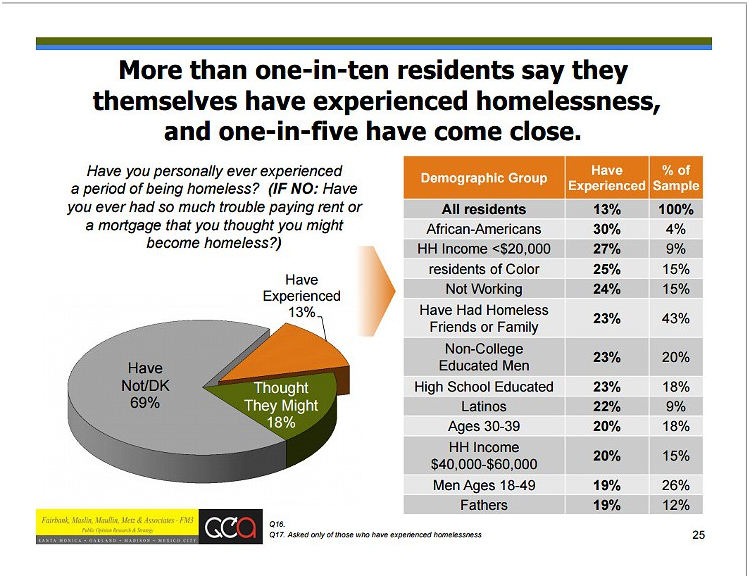 More than one-in-ten residents say they
themselves have experienced homelessness,
and one-in-five have come close.
Have you personally ever experienced
a period of being homeless? (IF NO: Have
you ever had so much trouble paying rent or
a mortgage that you thought you might
become homeless?)
Have
Experienced
13%
Have
Not/DK
69%
Thought
They Might
18%
Demographic Group Have Experienced % of Sample
All residents 13% 100%
African-Americans 30% 4%
HH Income <$20,000 27% 9%
residents of Color 25% 15%
Not Working 24% 15%
Have Had Homeless
Friends or Family 23% 43%
Non-College
Educated Men 23% 20%
High School Educated 23% 18%
Latinos 22% 9%
Ages 30-39 20% 18%
HH Income
$40,000-$60,000 20% 15%
Men Ages 18-49 19% 26%
Fathers 19% 12%
Fairbank, Maslin, Maullin, Metz & Associates - FM3
Public Opinion Research & Strategy
SANTA MONICA • OAKLAND • MADISON • MEXICO CITY
Q16.
Q17. Asked only of those who have experienced homelessness
25